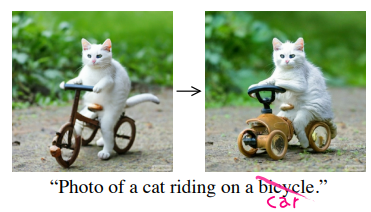 “Photo of a cat riding on a bicycle.”
car